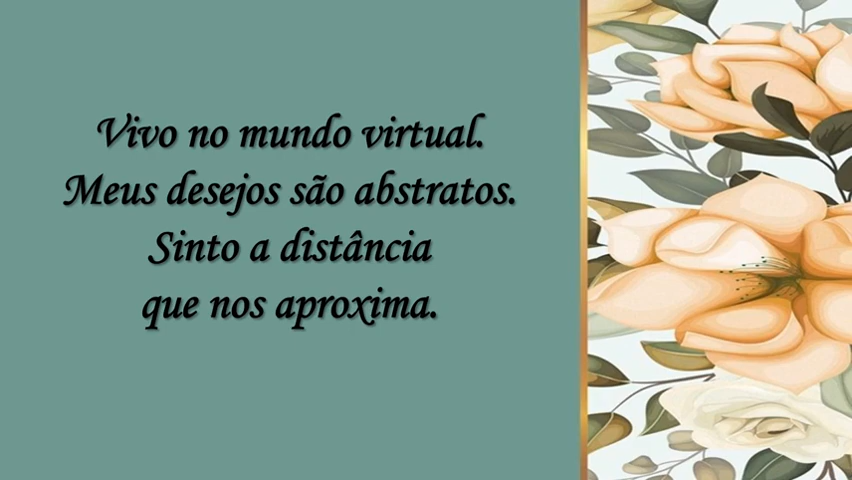 Vivo no mundo virtual.
Meus desejos são abstratos.
Sinto a distância
que nos aproxima.